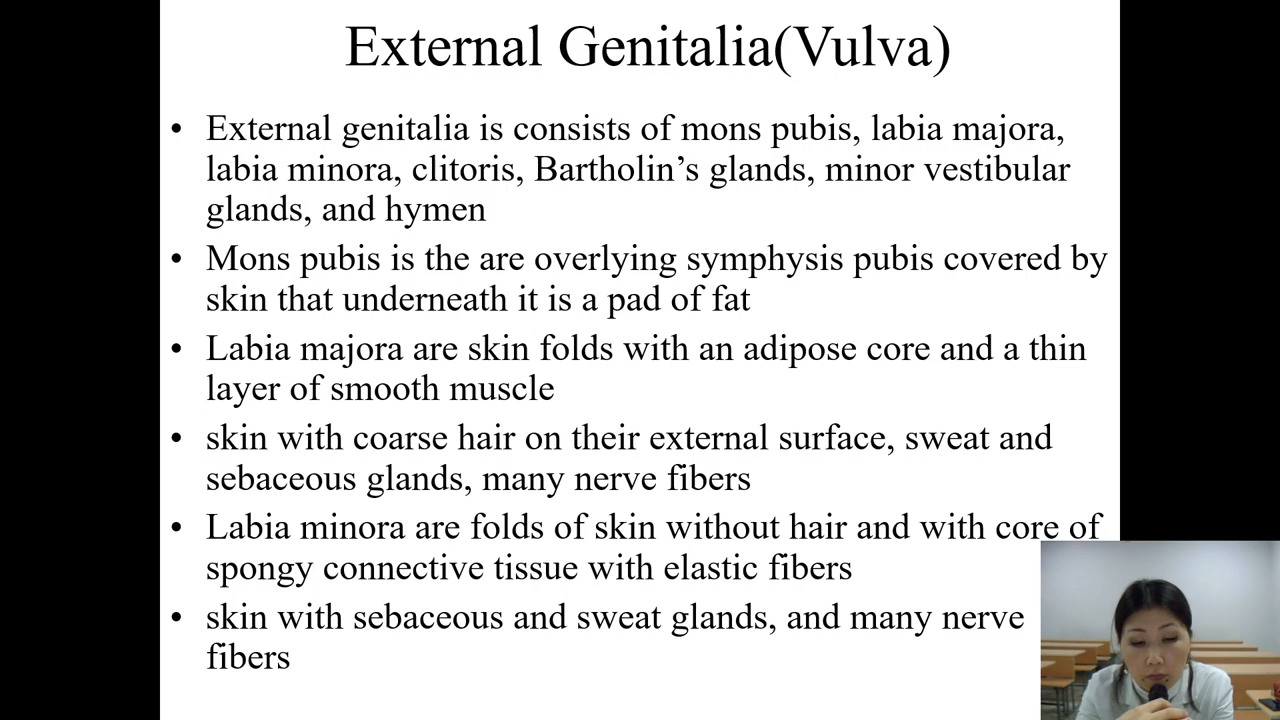 External Genitalia(Vulva)
• External genitalia is consists of mons pubis, labia majora,
labia minora, clitoris, Bartholin’s glands, minor vestibular
glands, and hymen
• Mons pubis is the are overlying symphysis pubis covered by
skin that underneath it is a pad of fat
• Labia majora are skin folds with an adipose core and a thin
layer of smooth muscle
• skin with coarse hair on their external surface, sweat and
sebaceous glands, many nerve fibers
• Labia minora are folds of skin without hair and with core of
spongy connective tissue with elastic fibers
• skin with sebaceous and sweat glands, and many nerve
fibers